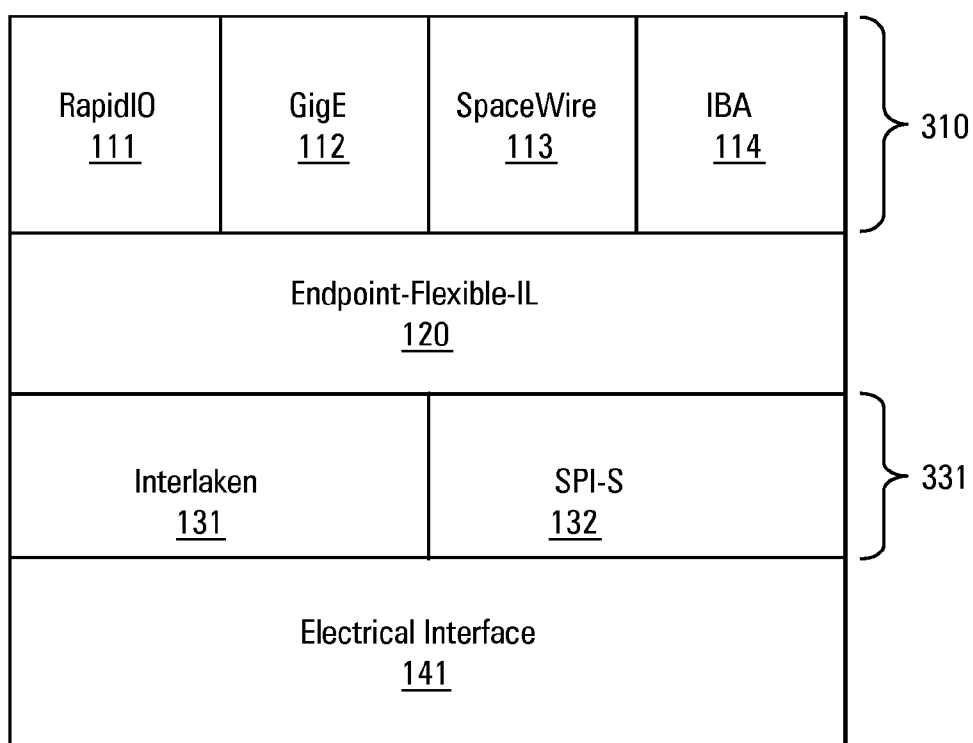 RapidIO
111
GigE
112
SpaceWire
113
IBA
114
310
Endpoint-Flexible-IL
120
Interlaken
131
SPI-S
132
331
Electrical Interface
141